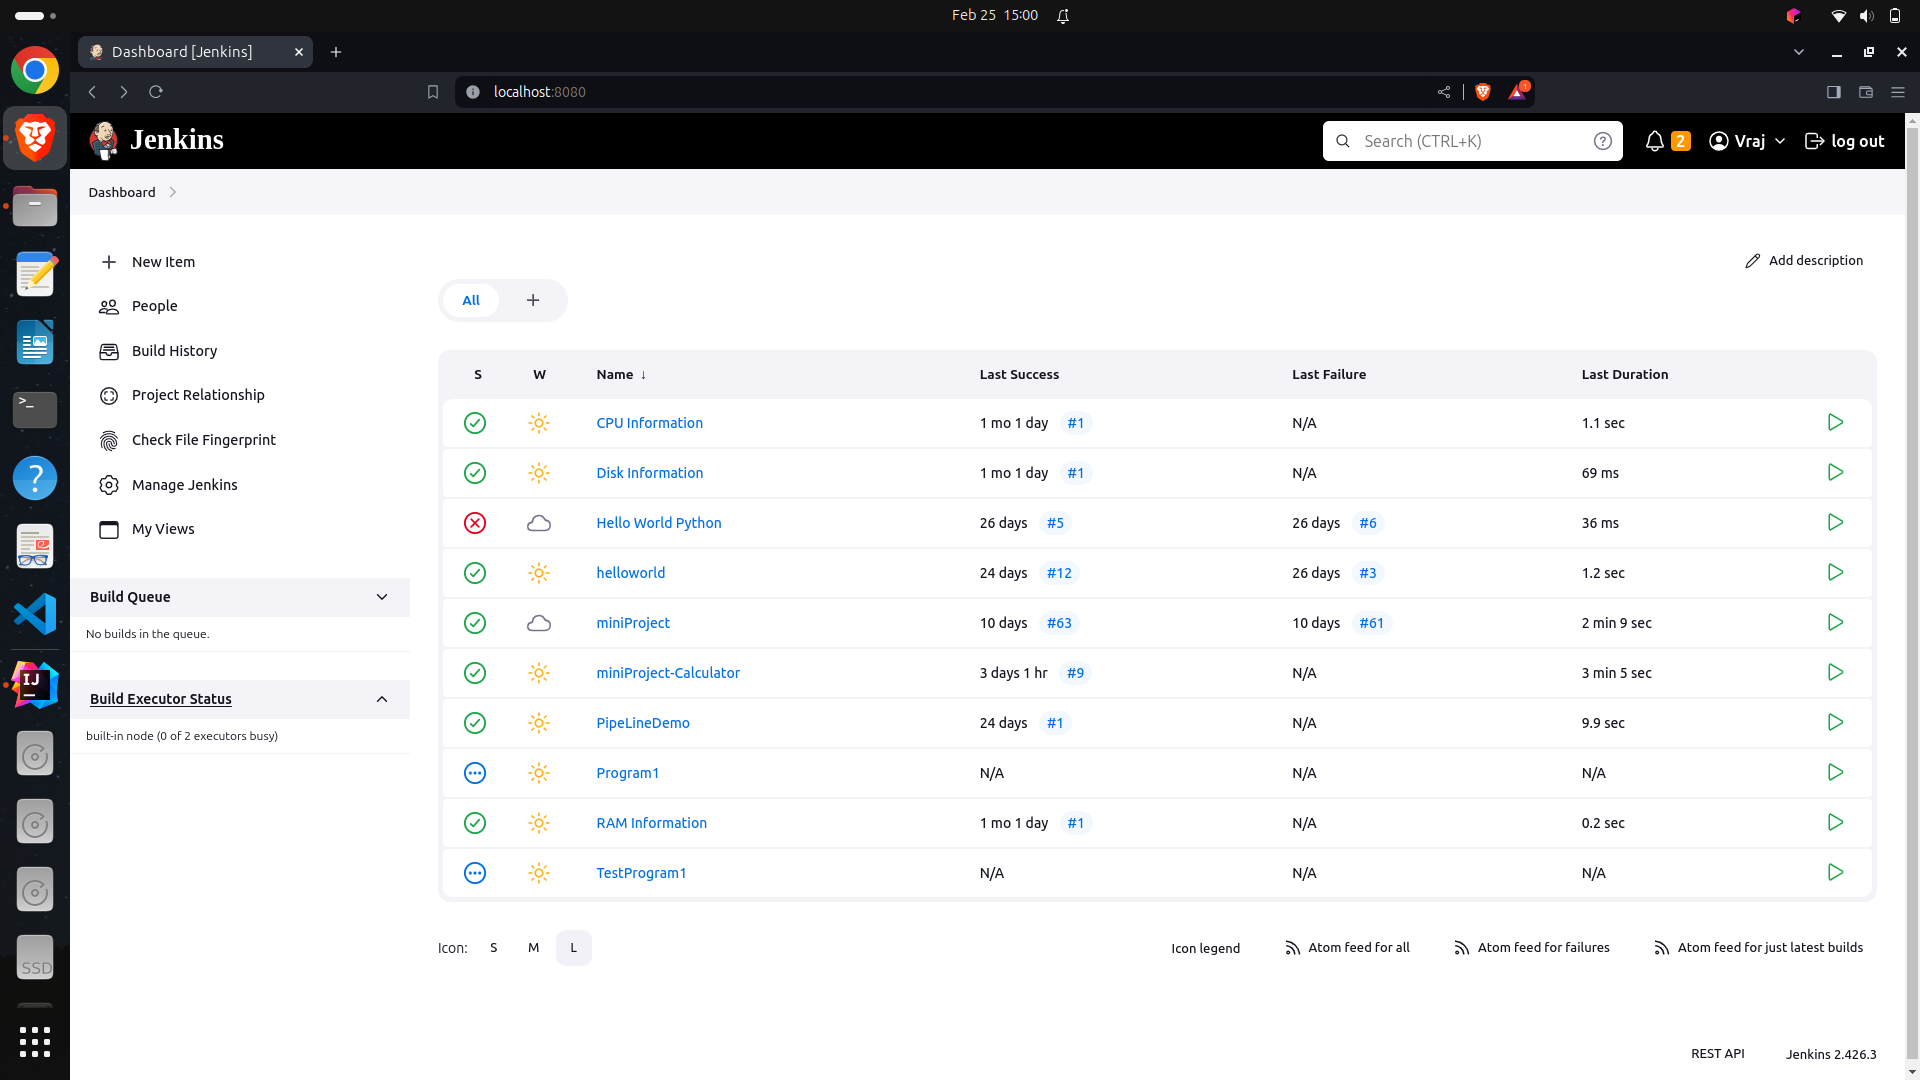 Feb 25 15:00
Dashboard [Jenkins]
localhost:8080
1
Jenkins
Search (CTRL+K)
2
Vraj
log out
Dashboard
New Item
People
Build History
Project Relationship
Check File Fingerprint
Manage Jenkins
My Views
Build Queue
No builds in the queue.
Build Executor Status
built-in node (0 of 2 executors busy)
Add description
All
S W Name ↓ Last Success Last Failure Last Duration
CPU Information 1 mo 1 day #1 N/A 1.1 sec
Disk Information 1 mo 1 day #1 N/A 69 ms
Hello World Python 26 days #5 26 days #6 36 ms
helloworld 24 days #12 26 days #3 1.2 sec
miniProject 10 days #63 10 days #61 2 min 9 sec
miniProject-Calculator 3 days 1 hr #9 N/A 3 min 5 sec
PipeLineDemo 24 days #1 N/A 9.9 sec
Program1 N/A N/A N/A
RAM Information 1 mo 1 day #1 N/A 0.2 sec
TestProgram1 N/A N/A N/A
Icon: S M L
Icon legend
Atom feed for all
Atom feed for failures
Atom feed for just latest builds
REST API
Jenkins 2.426.3
>_
?
IJ
SSD